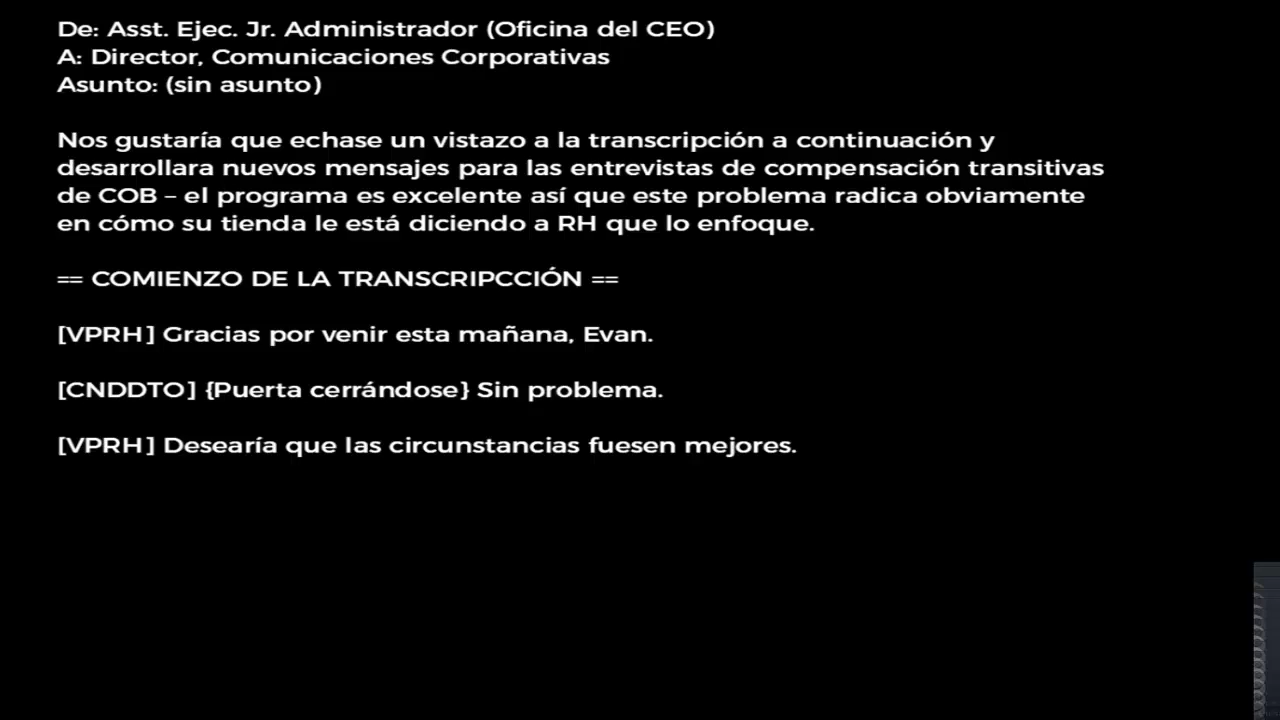 De: Asst. Ejec. Jr. Administrador (Oficina del CEO)
A: Director, Comunicaciones Corporativas
Asunto: (sin asunto)
Nos gustaría que echase un vistazo a la transcripción a continuación y
desarrollara nuevos mensajes para las entrevistas de compensación transitivas
de COB – el programa es excelente así que este problema radica obviamente
en cómo su tienda le está diciendo a RH que lo enfoque.
== COMIENZO DE LA TRANSCRIPCCIÓN ==
[VPRH] Gracias por venir esta mañana, Evan.
[CNDDTO] {Puerta cerrándose} Sin problema.
[VPRH] Desearía que las circunstancias fuesen mejores.